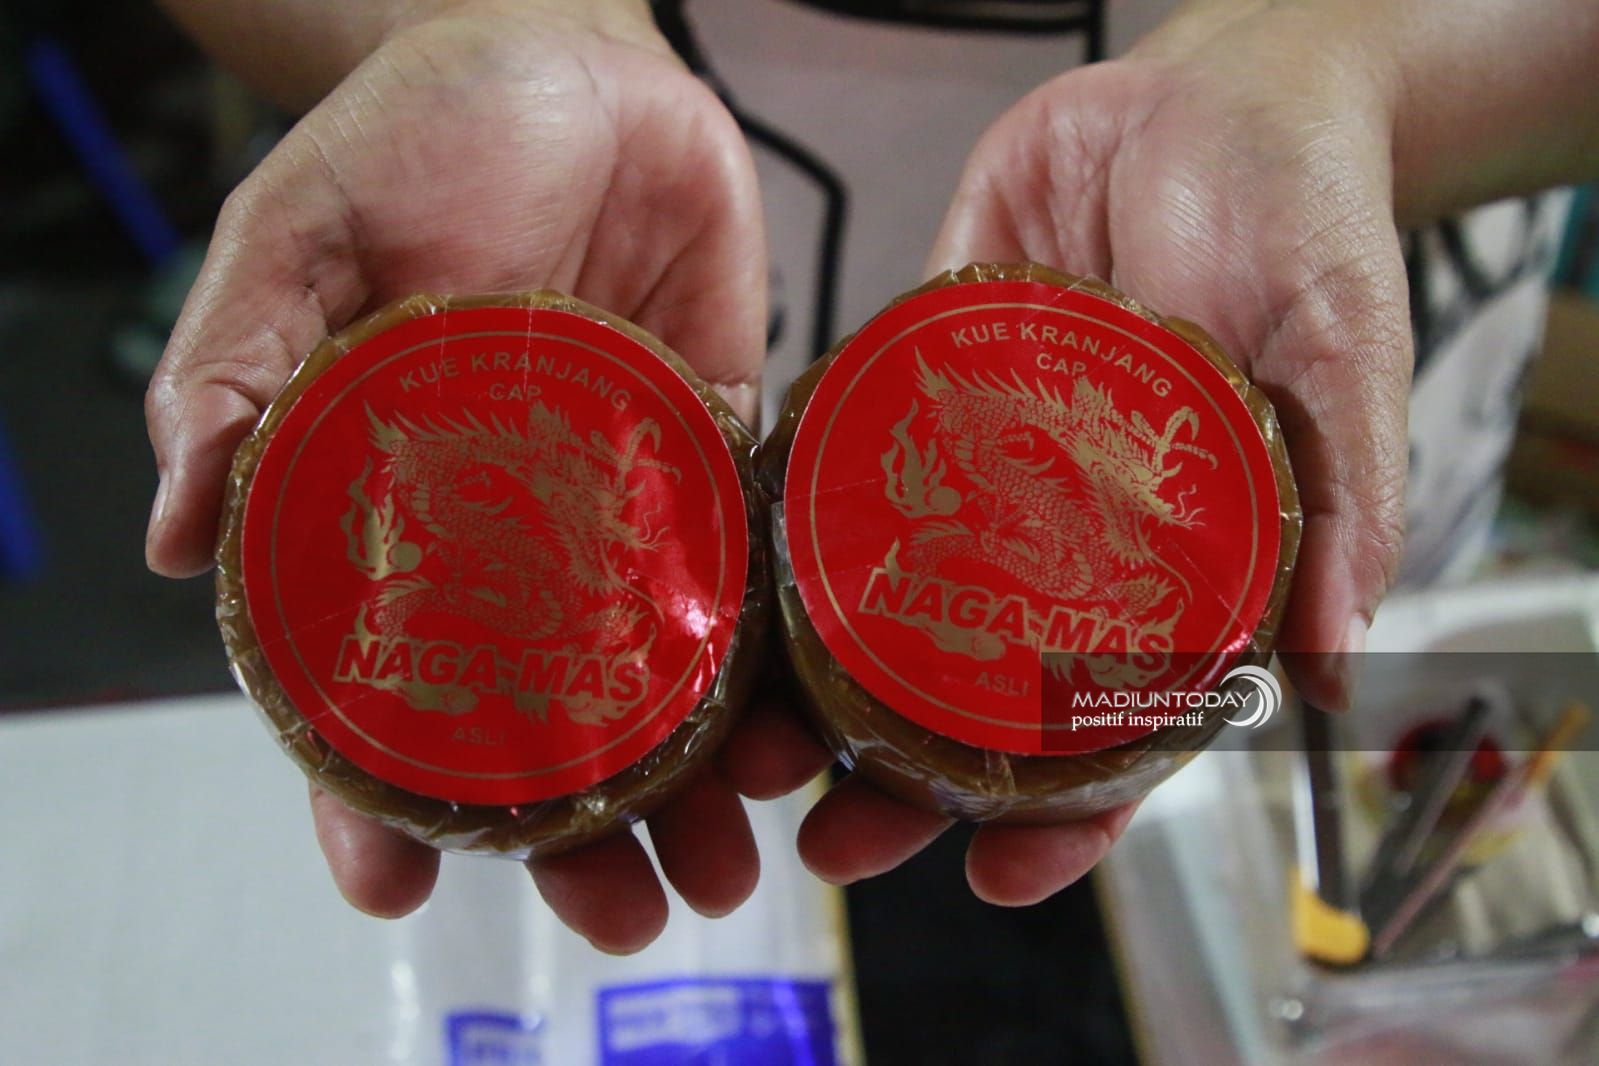 KUE KRANJANG
CAP
NAGA-MAS
ASLI
KUE KRANJANG
CAP
NAGA-MAS
ASLI
MADIUNTODAY
positif inspiratif